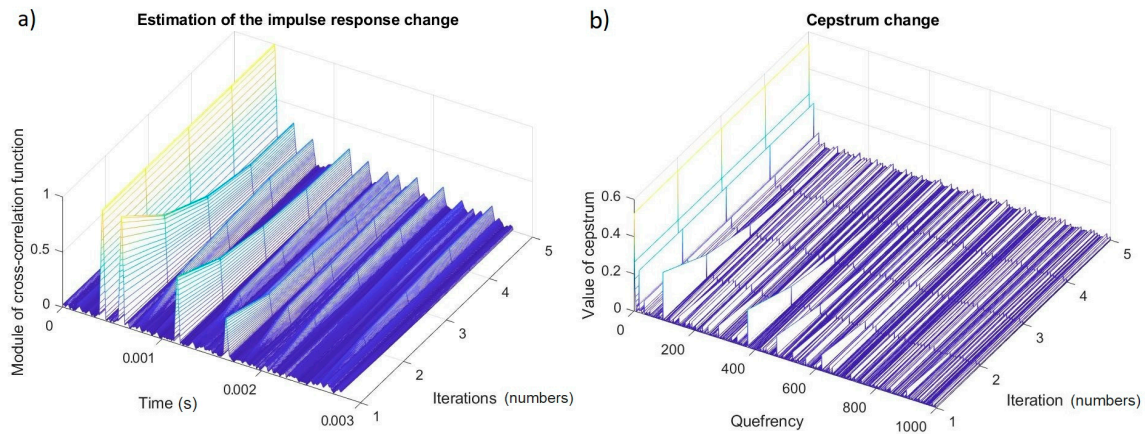 a)
Estimation of the impulse response change
Module of cross-correlation function
1
0.5
0
0
0.001
0.002
0.003
Time (s)
1
2
3
4
5
Iterations (numbers)
b)
Cepstrum change
Value of cepstrum
0.6
0.4
0.2
0
0
200
400
600
800
1000
Quefrency
1
2
3
4
5
Iteration (numbers)